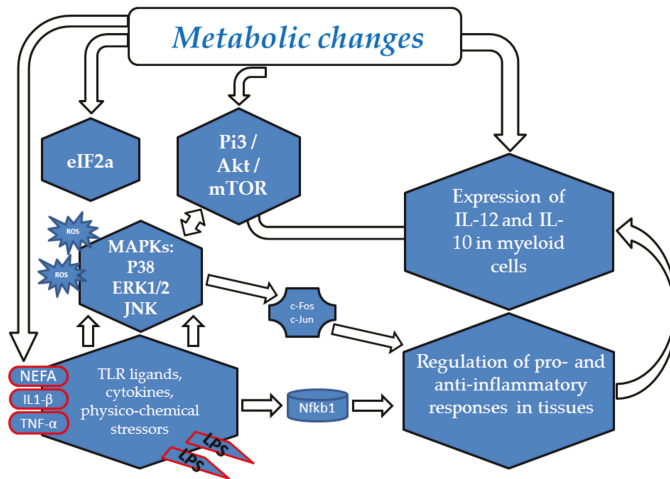 Metabolic changes
eIF2a
Pi3 /
Akt /
mTOR
Expression of
IL-12 and IL-
10 in myeloid
cells
ROS
ROS
MAPKs:
P38
ERK1/2
JNK
c-Fos
c-Jun
NEFA
IL1-β
TNF-α
TLR ligands,
cytokines,
physico-chemical
stressors
LPS
LPS
Nfkb1
Regulation of pro- and
anti-inflammatory
responses in tissues